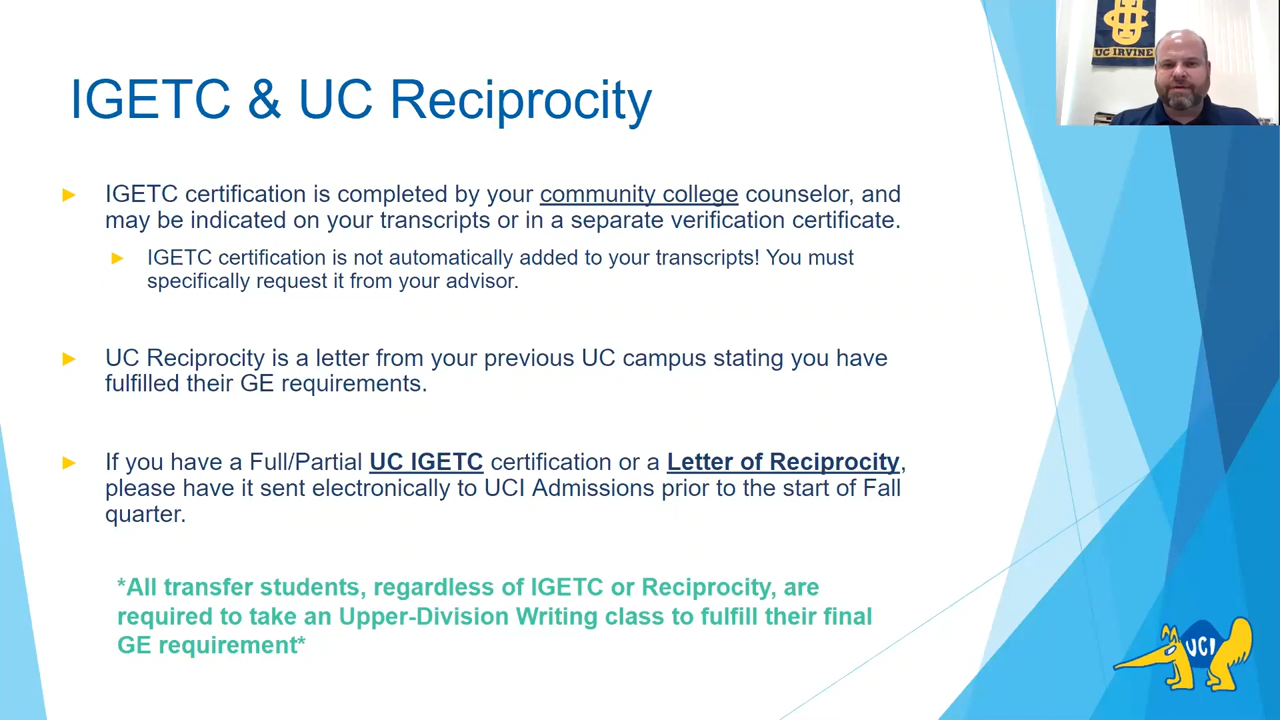 UC IRVINE
IGETC & UC Reciprocity
► IGETC certification is completed by your community college counselor, and
may be indicated on your transcripts or in a separate verification certificate.
► IGETC certification is not automatically added to your transcripts! You must
specifically request it from your advisor.
► UC Reciprocity is a letter from your previous UC campus stating you have
fulfilled their GE requirements.
► If you have a Full/Partial UC IGETC certification or a Letter of Reciprocity,
please have it sent electronically to UCI Admissions prior to the start of Fall
quarter.
*All transfer students, regardless of IGETC or Reciprocity, are
required to take an Upper-Division Writing class to fulfill their final
GE requirement*
UCI